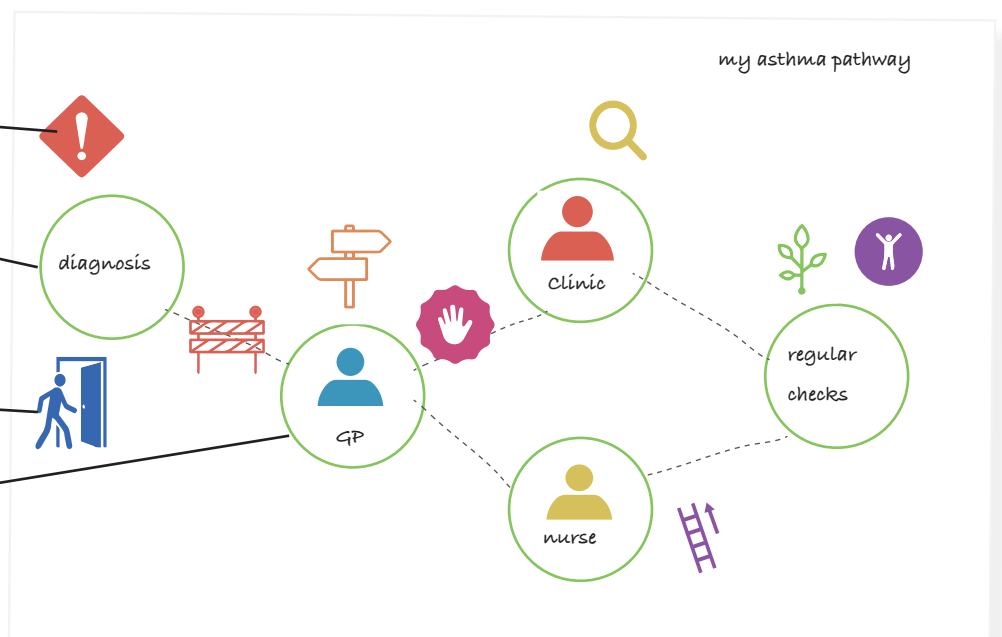 my asthma pathway
diagnosis
Clinic
GP
regular
checks
nurse